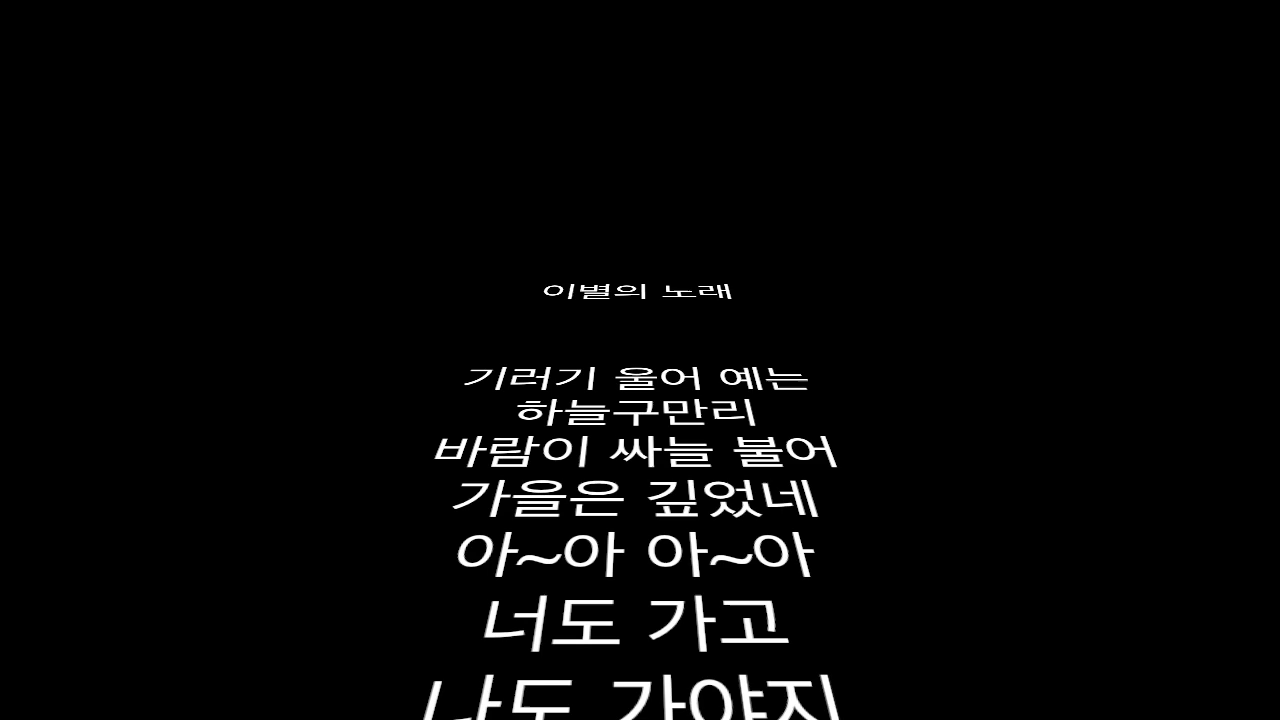 이별의 노래
기러기 울어 예는
하늘구만리
바람이 싸늘 불어
가을은 깊었네
아~아 아~아
너도 가고
나도 가야지